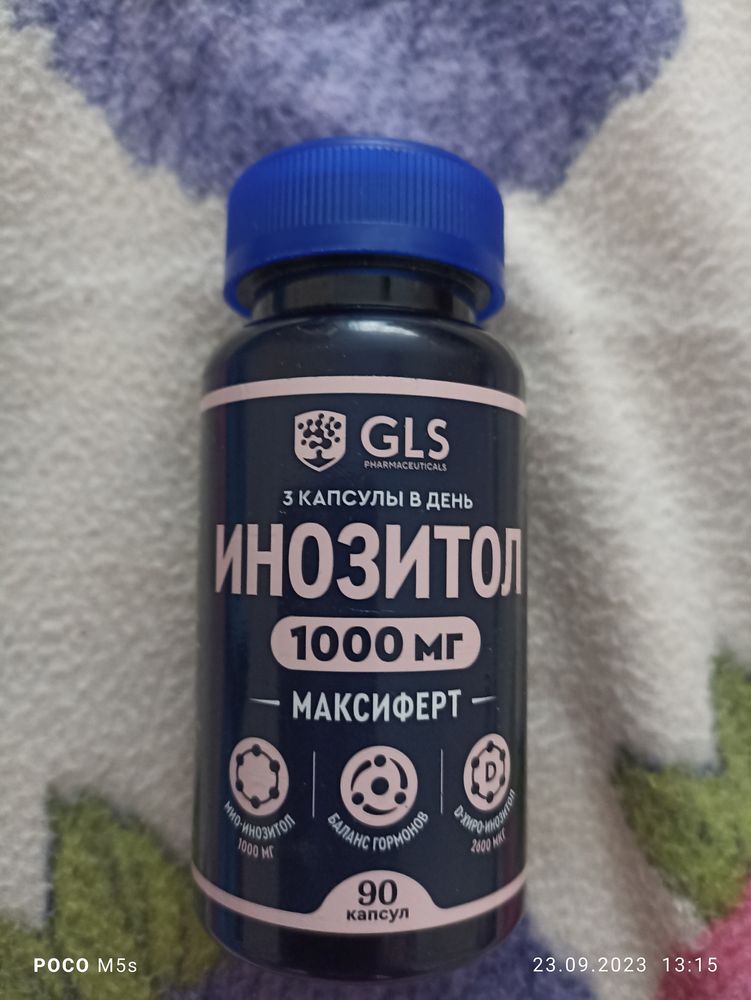 GLS
PHARMACEUTICALS
3 КАПСУЛЫ В ДЕНЬ
ИНОЗИТОЛ
1000 мг
МАКСИФЕРТ
МИО-ИНОЗИТОЛ
1000 МГ
БАЛАНС ГОРМОНОВ
D
D-ХИРО-ИНОЗИТОЛ
2600 МКГ
90
капсул
POCO M5s
23.09.2023 13:15